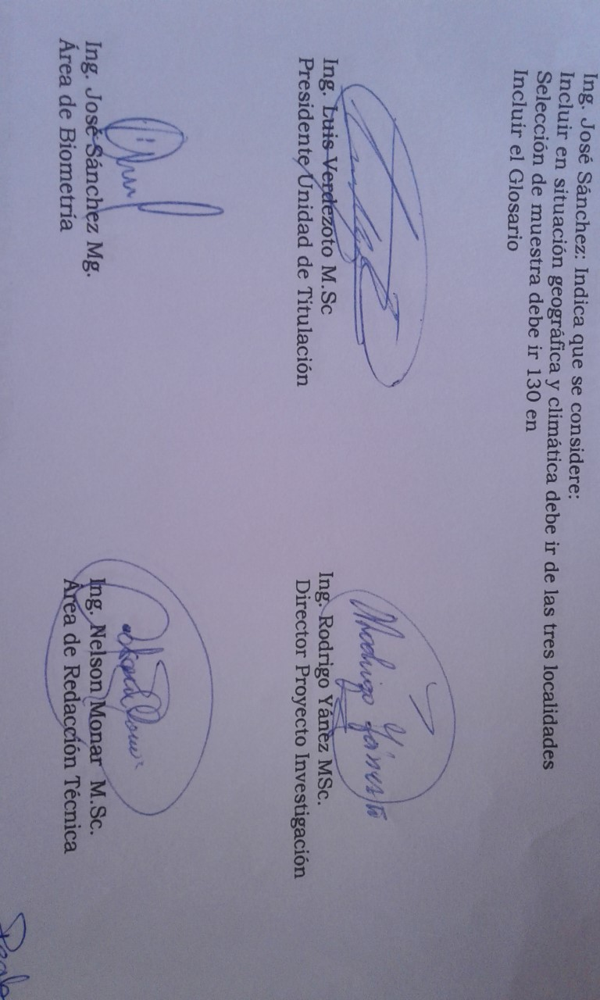 Ing. José Sánchez: Indica que se considere:
Incluir en situación geográfica y climática debe ir de las tres localidades
Selección de muestra debe ir 130 en
Incluir el Glosario
Rodrigo Yánez
Ing. Luis Verdezoto M.Sc
Presidente Unidad de Titulación
Ing. Rodrigo Yánez MSc.
Director Proyecto Investigación
Ing. José Sánchez Mg.
Área de Biometria
Ing. Nelson Monar M.Sc.
Área de Redacción Técnica